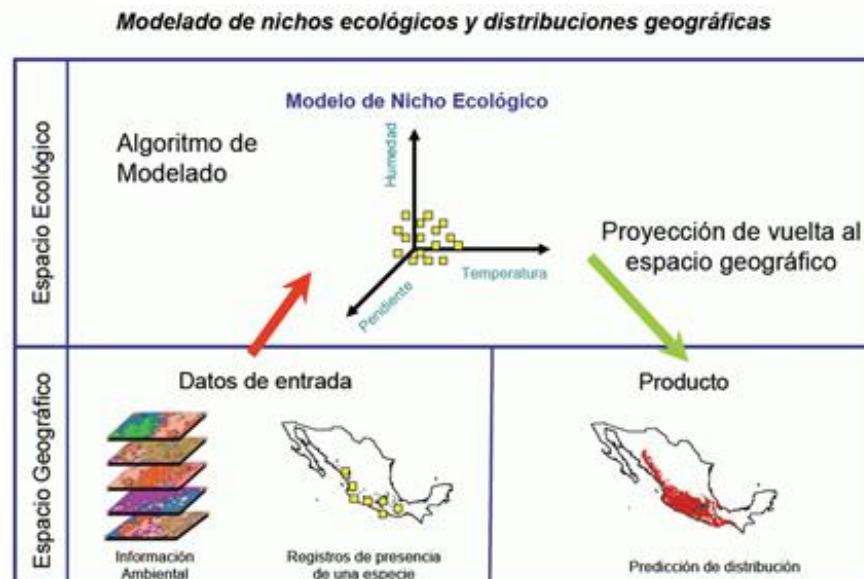 Modelado de nichos ecológicos y distribuciones geográficas
Espacio Ecológico
Modelo de Nicho Ecológico
Algoritmo de
Modelado
Humedad
Temperatura
Pendiente
Proyección de vuelta al
espacio geográfico
Espacio Geográfico
Datos de entrada
Información
Ambiental
Registros de presencia
de una especie
Producto
Predicción de distribución